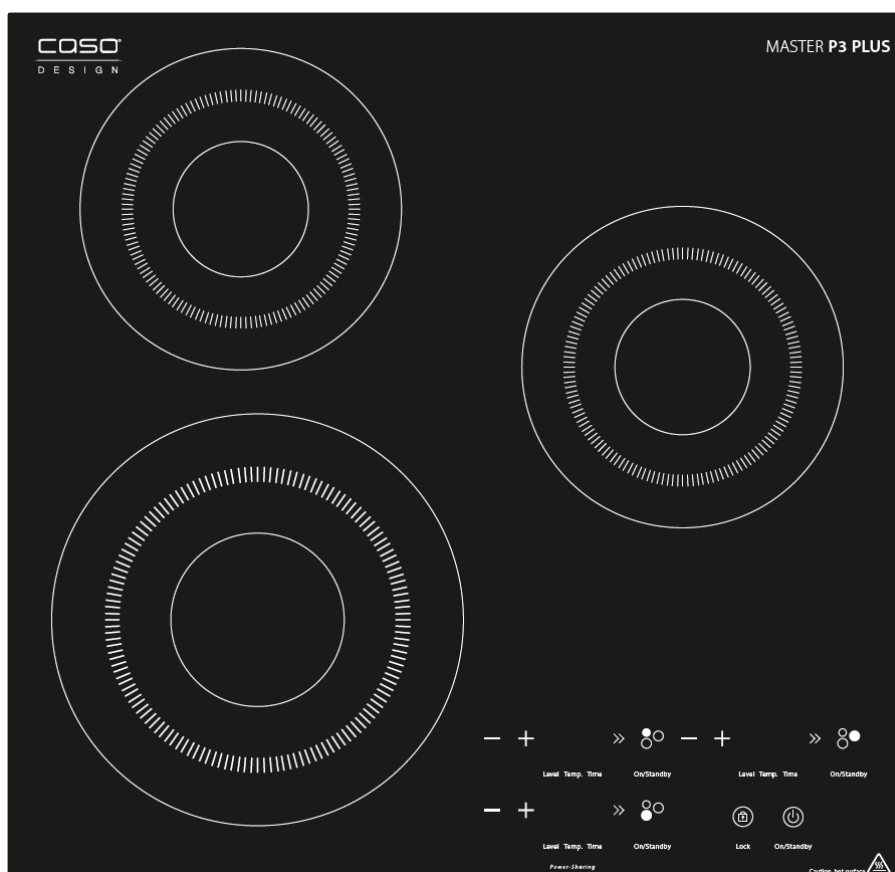 caso®
DESIGN
MASTER P3 PLUS
Level Temp. Time On/Standby
Level Temp. Time On/Standby
Level Temp. Time On/Standby
Lock On/Standby
Power-Sharing
Caution, hot surface